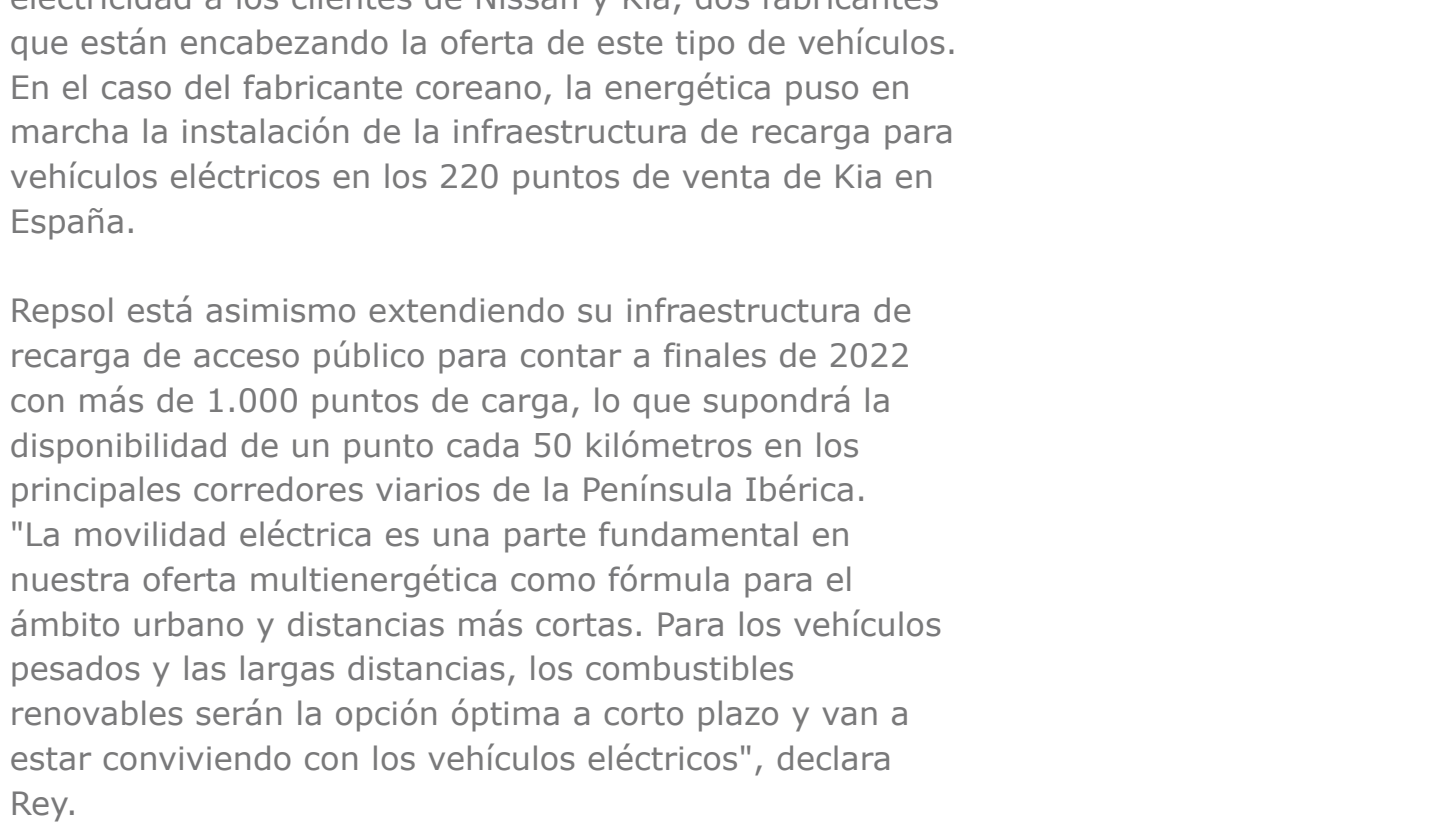 electricidad a los clientes de Nissan y Kia, dos fabricantes
que están encabezando la oferta de este tipo de vehículos.
En el caso del fabricante coreano, la energética puso en
marcha la instalación de la infraestructura de recarga para
vehículos eléctricos en los 220 puntos de venta de Kia en
España.
Repsol está asimismo extendiendo su infraestructura de
recarga de acceso público para contar a finales de 2022
con más de 1.000 puntos de carga, lo que supondrá la
disponibilidad de un punto cada 50 kilómetros en los
principales corredores viarios de la Península Ibérica.
"La movilidad eléctrica es una parte fundamental en
nuestra oferta multienergética como fórmula para el
ámbito urbano y distancias más cortas. Para los vehículos
pesados y las largas distancias, los combustibles
renovables serán la opción óptima a corto plazo y van a
estar conviviendo con los vehículos eléctricos", declara
Rey.